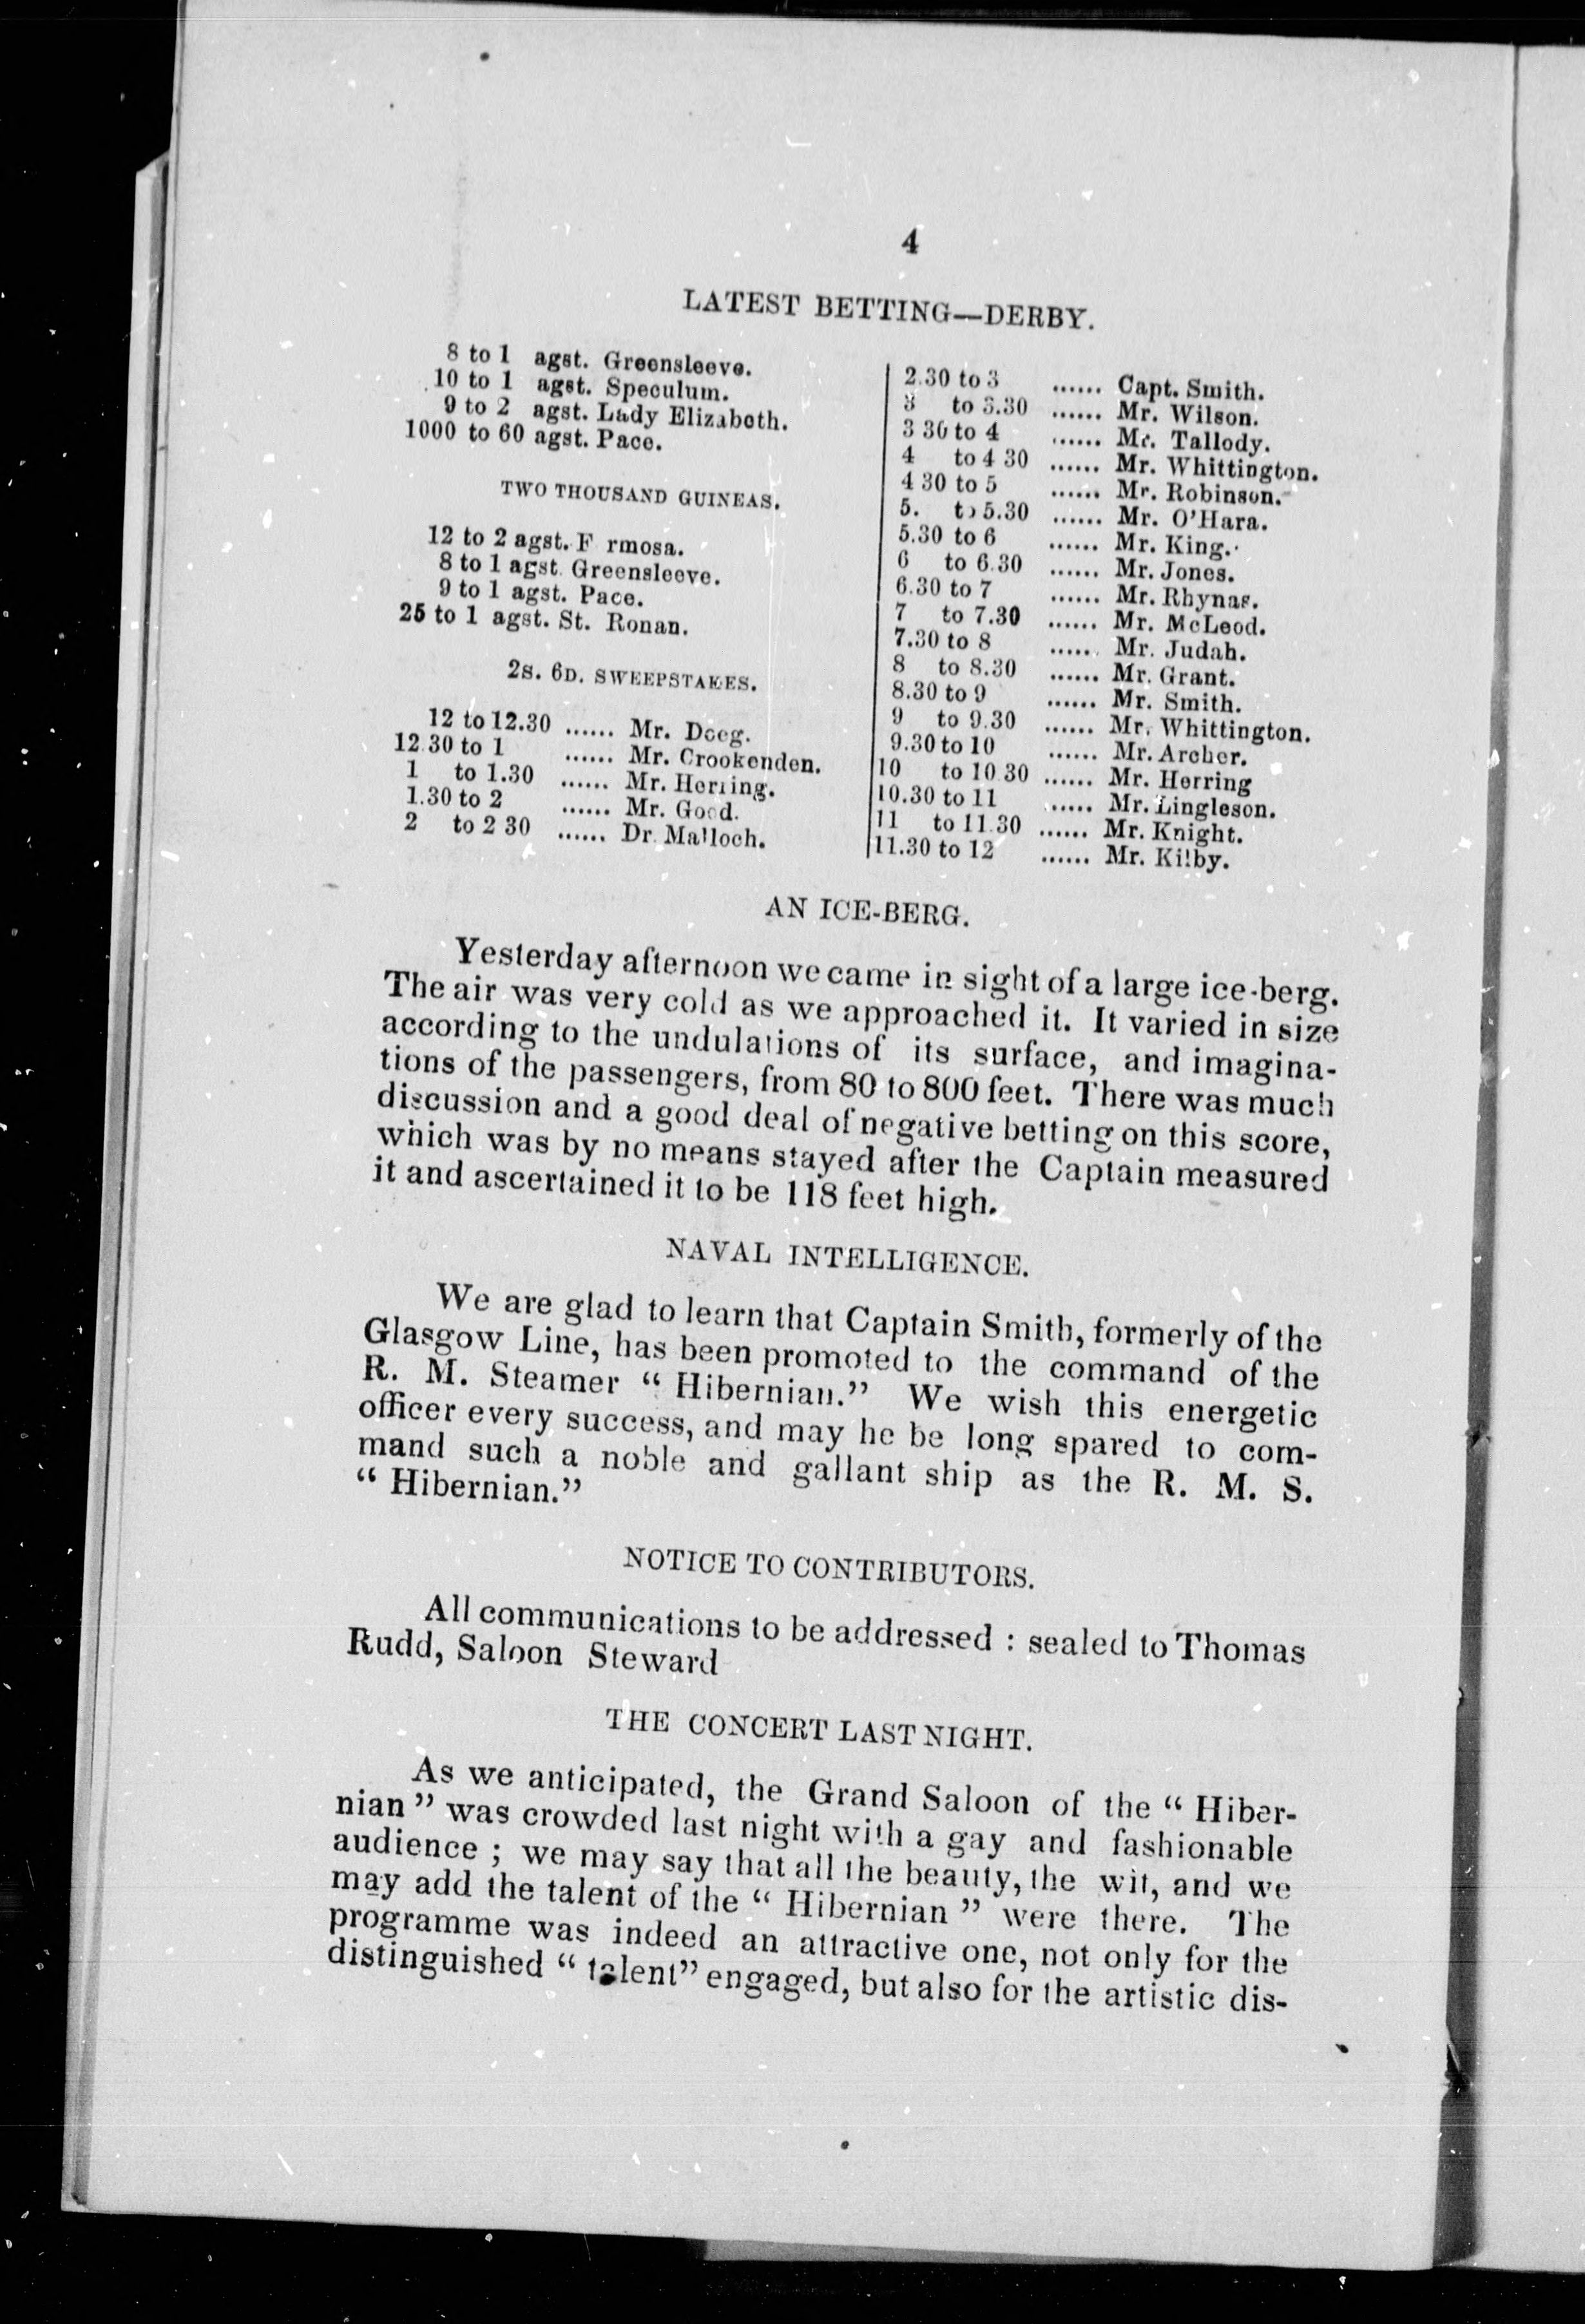 4
LATEST BETTING—DERBY.
8 to 1 agst. Greensleeve.
10 to 1 agst. Speculum.
9 to 2 agst. Lady Elizabeth.
1000 to 60 agst. Pace.
TWO THOUSAND GUINEAS.
12 to 2 agst. F rmosa.
8 to 1 agst. Greensleeve.
9 to 1 agst. Pace.
25 to 1 agst. St. Ronan.
2s. 6D. SWEEPSTAKES.
12 to 12.30 ...... Mr. Doeg.
12.30 to 1 ...... Mr. Crookenden.
1 to 1.30 ...... Mr. Herring.
1.30 to 2 ...... Mr. Good.
2 to 2 30 ...... Dr. Malloch.
2.30 to 3 ...... Capt. Smith.
3 to 3.30 ...... Mr. Wilson.
3 30 to 4 ...... Mr. Tallody.
4 to 4 30 ...... Mr. Whittington.
4 30 to 5 ...... Mr. Robinson.
5. to 5.30 ...... Mr. O'Hara.
5.30 to 6 ...... Mr. King.
6 to 6.30 ...... Mr. Jones.
6.30 to 7 ...... Mr. Rhynas.
7 to 7.30 ...... Mr. McLeod.
7.30 to 8 ...... Mr. Judah.
8 to 8.30 ...... Mr. Grant.
8.30 to 9 ...... Mr. Smith.
9 to 9.30 ...... Mr. Whittington.
9.30 to 10 ...... Mr. Archer.
10 to 10 30 ...... Mr. Herring
10.30 to 11 ...... Mr. Lingleson.
11 to 11.30 ...... Mr. Knight.
11.30 to 12 ...... Mr. Kilby.
AN ICE-BERG.
Yesterday afternoon we came in sight of a large ice-berg.
The air was very cold as we approached it. It varied in size
according to the undulations of its surface, and imagina-
tions of the passengers, from 80 to 800 feet. There was much
discussion and a good deal of negative betting on this score,
which was by no means stayed after the Captain measured
it and ascertained it to be 118 feet high.
NAVAL INTELLIGENCE.
We are glad to learn that Captain Smith, formerly of the
Glasgow Line, has been promoted to the command of the
R. M. Steamer “ Hibernian.” We wish this energetic
officer every success, and may he be long spared to com-
mand such a noble and gallant ship as the R. M. S.
“ Hibernian.”
NOTICE TO CONTRIBUTORS.
All communications to be addressed : sealed to Thomas
Rudd, Saloon Steward
THE CONCERT LAST NIGHT.
As we anticipated, the Grand Saloon of the “ Hiber-
nian ” was crowded last night with a gay and fashionable
audience ; we may say that all the beauty, the wit, and we
may add the talent of the “ Hibernian ” were there. The
programme was indeed an attractive one, not only for the
distinguished “ talent” engaged, but also for the artistic dis-